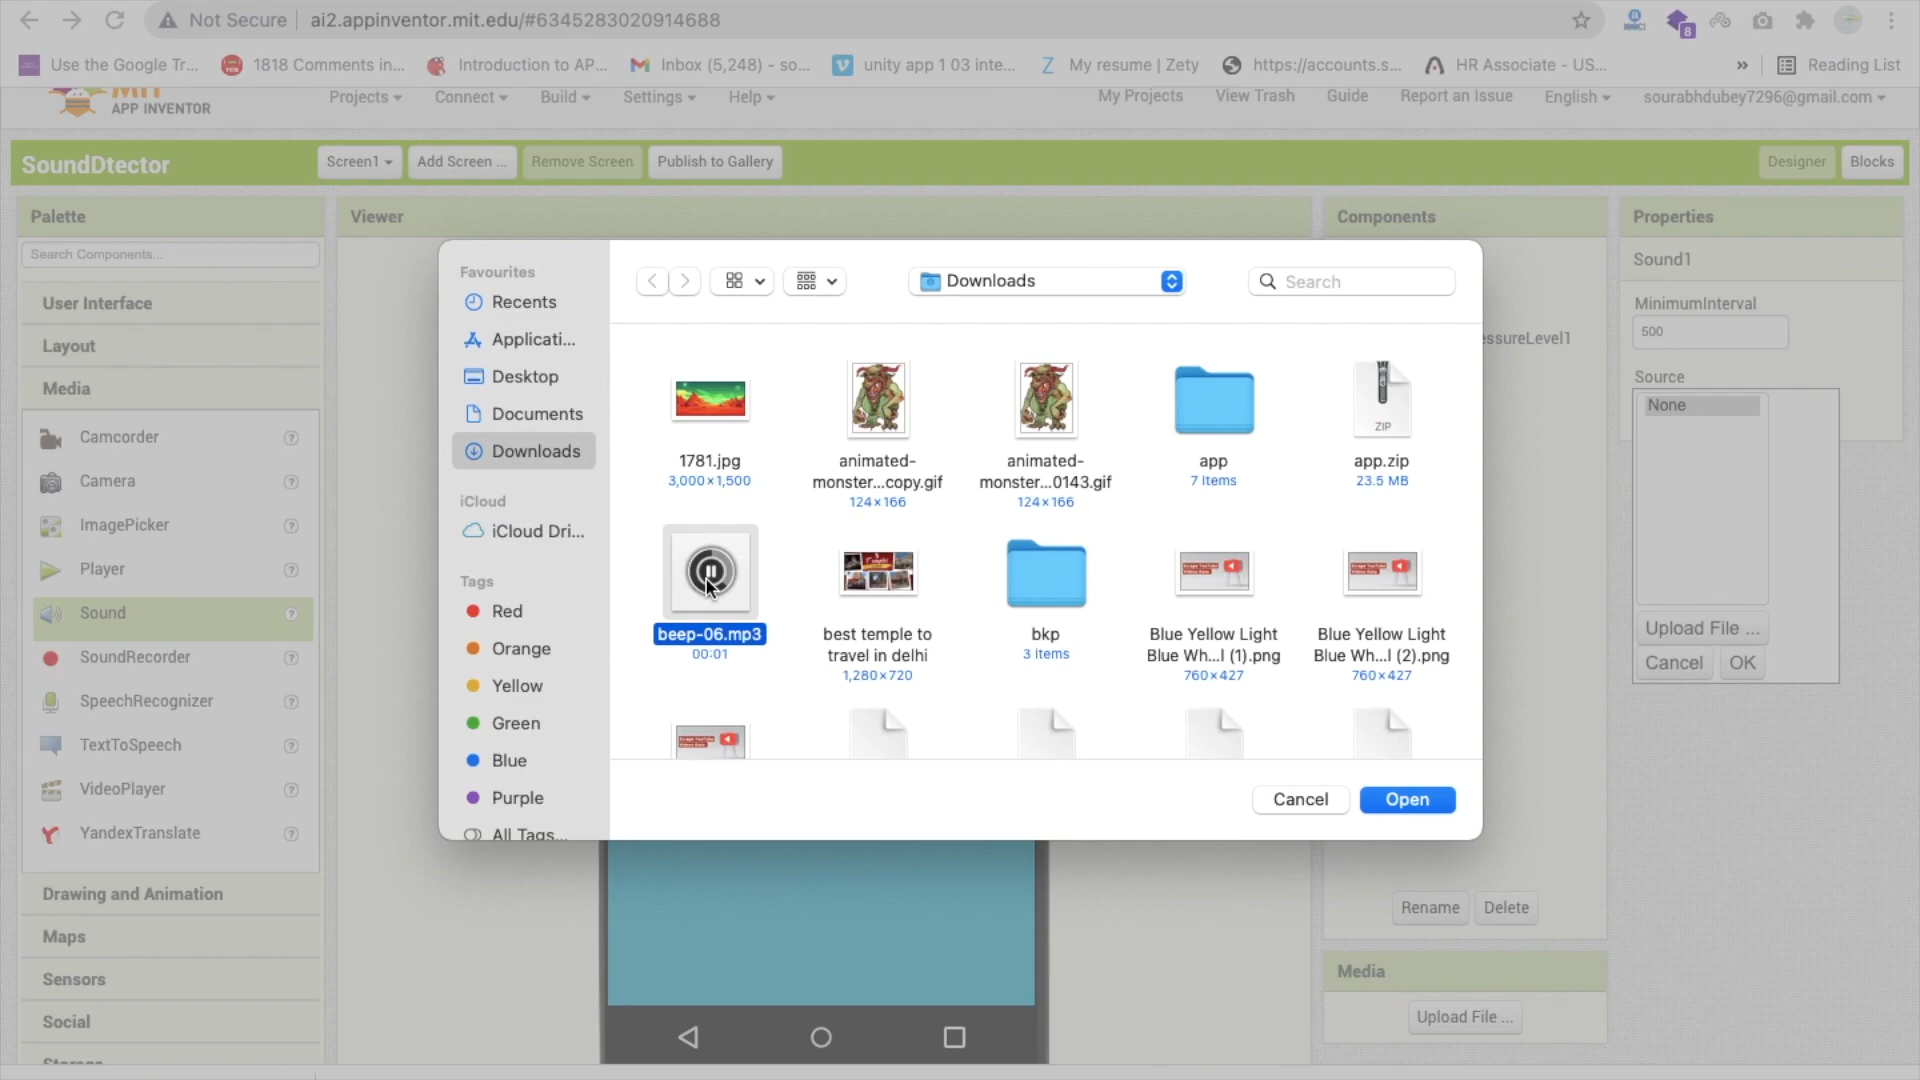 Not Secure
ai2.appinventor.mit.edu/#6345283020914688
8
Use the Google Tr...
1818 Comments in...
Introduction to AP...
Inbox (5,248) - so...
unity app 1 03 inte...
Z
My resume | Zety
https://accounts.s...
HR Associate - US...
»
Reading List
MIT
APP INVENTOR
Projects
Connect
Build
Settings
Help
My Projects
View Trash
Guide
Report an Issue
English
sourabhdubey7296@gmail.com
SoundDtector
Screen1
Add Screen ...
Remove Screen
Publish to Gallery
Designer
Blocks
Palette
Search Components...
User Interface
Layout
Media
Camcorder
Camera
ImagePicker
Player
Sound
SoundRecorder
SpeechRecognizer
TextToSpeech
VideoPlayer
YandexTranslate
Drawing and Animation
Maps
Sensors
Social
Storage
Viewer
Favourites
Recents
Applicati...
Desktop
Documents
Downloads
iCloud
iCloud Dri...
Tags
Red
Orange
Yellow
Green
Blue
Purple
All Tags...
Downloads
Search
1781.jpg
3,000×1,500
animated-
monster...copy.gif
124×166
animated-
monster...0143.gif
124×166
app
7 items
ZIP
app.zip
23.5 MB
beep-06.mp3
00:01
best temple to
travel in delhi
1,280×720
bkp
3 items
Blue Yellow Light
Blue Wh...l (1).png
760×427
Blue Yellow Light
Blue Wh...l (2).png
760×427
Cancel
Open
Components
essureLevel1
Rename
Delete
Media
Upload File ...
Properties
Sound1
MinimumInterval
500
Source
None
Upload File ...
Cancel
OK